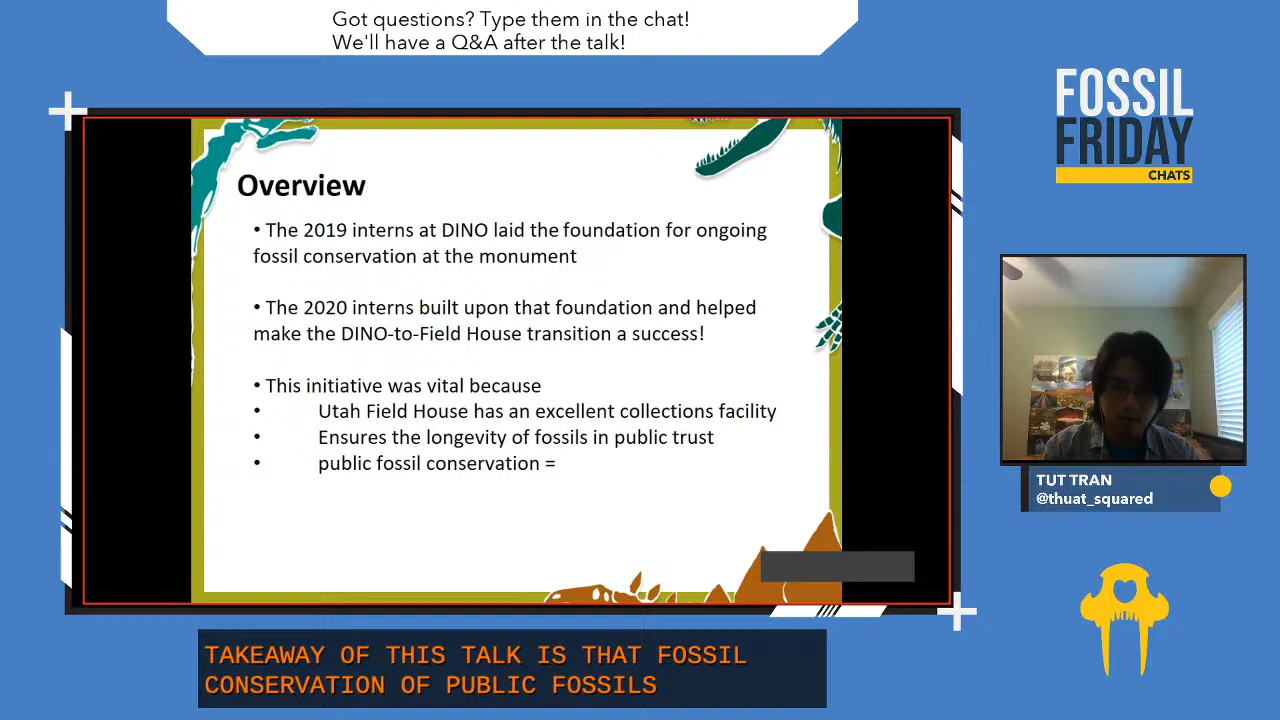 Got questions? Type them in the chat!
We'll have a Q&A after the talk!
FOSSIL
FRIDAY
CHATS
Overview
• The 2019 interns at DINO laid the foundation for ongoing
fossil conservation at the monument
• The 2020 interns built upon that foundation and helped
make the DINO-to-Field House transition a success!
• This initiative was vital because
• Utah Field House has an excellent collections facility
• Ensures the longevity of fossils in public trust
• public fossil conservation =
TUT TRAN
@thuat_squared
TAKEAWAY OF THIS TALK IS THAT FOSSIL
CONSERVATION OF PUBLIC FOSSILS